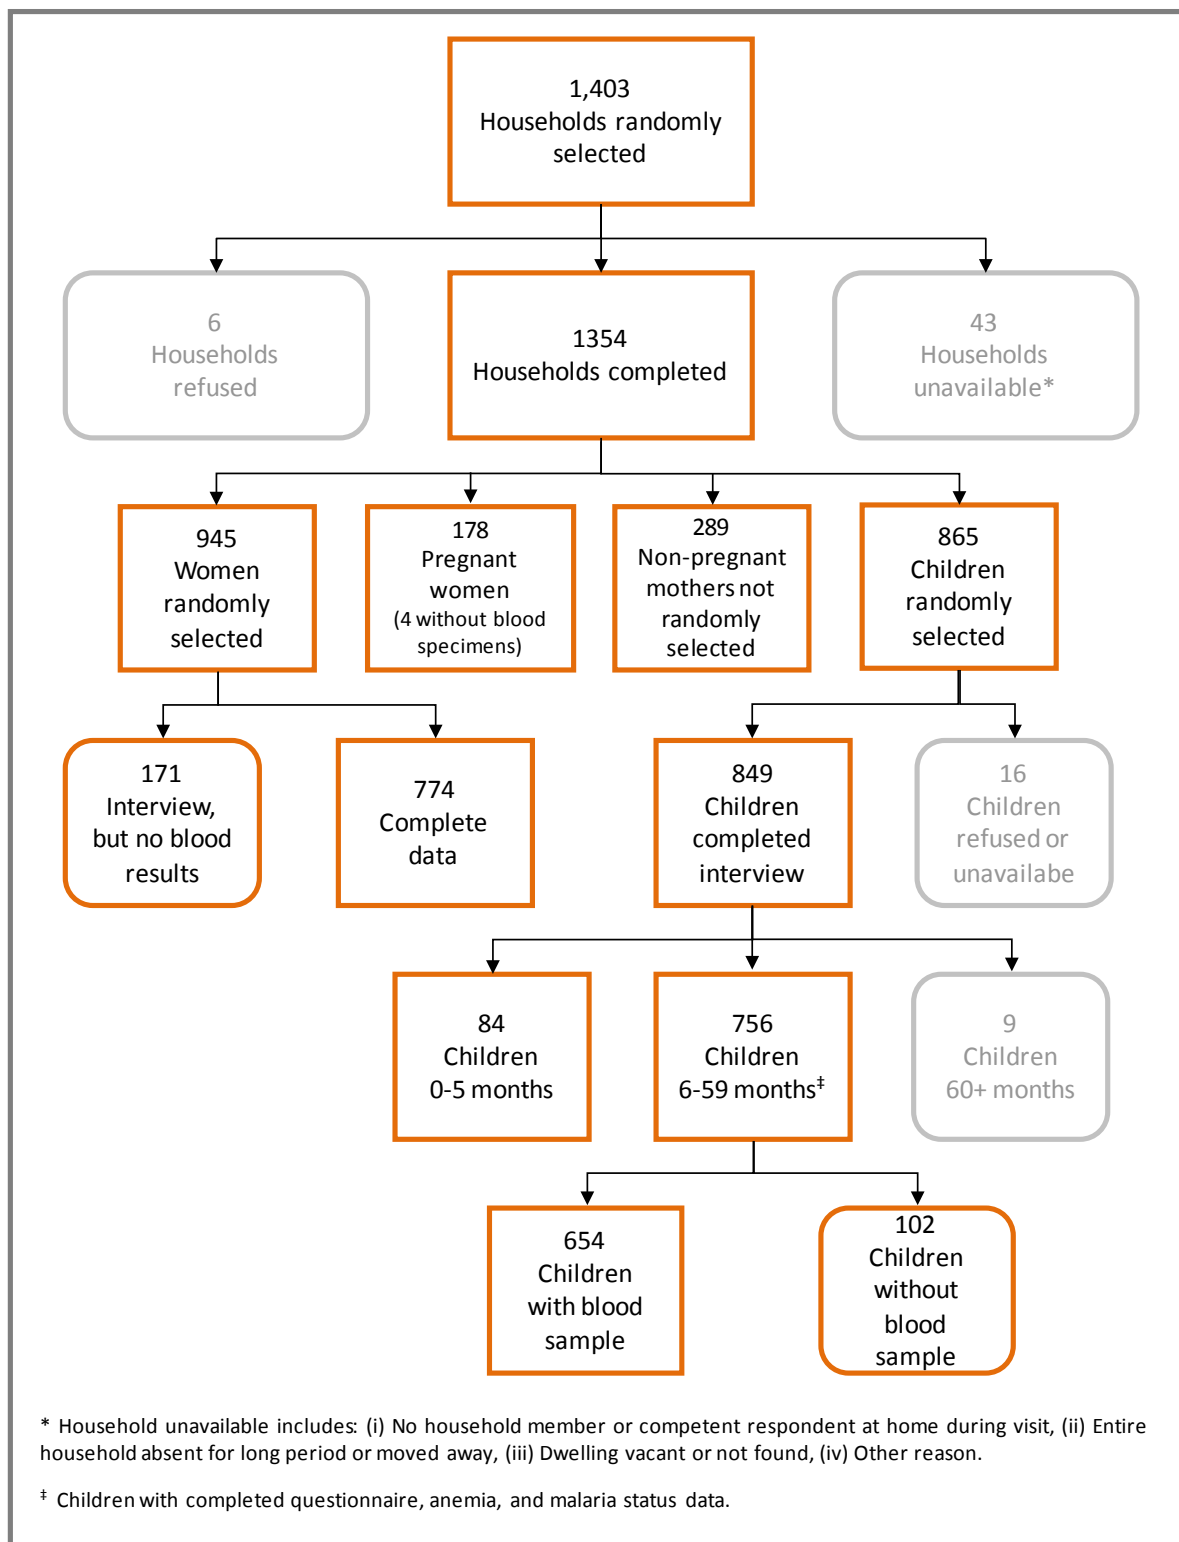 1,403
Households randomly
selected
6
Households
refused
1354
Households completed
43
Households
unavailable*
945
Women
randomly
selected
178
Pregnant
women
(4 without blood
specimens)
289
Non-pregnant
mothers not
randomly
selected
865
Children
randomly
selected
171
Interview,
but no blood
results
774
Complete
data
849
Children
completed
interview
16
Children
refused or
unavailabe
84
Children
0-5 months
756
Children
6-59 months‡
9
Children
60+ months
654
Children
with blood
sample
102
Children
without
blood
sample
* Household unavailable includes: (i) No household member or competent respondent at home during visit, (ii) Entire
household absent for long period or moved away, (iii) Dwelling vacant or not found, (iv) Other reason.
‡ Children with completed questionnaire, anemia, and malaria status data.